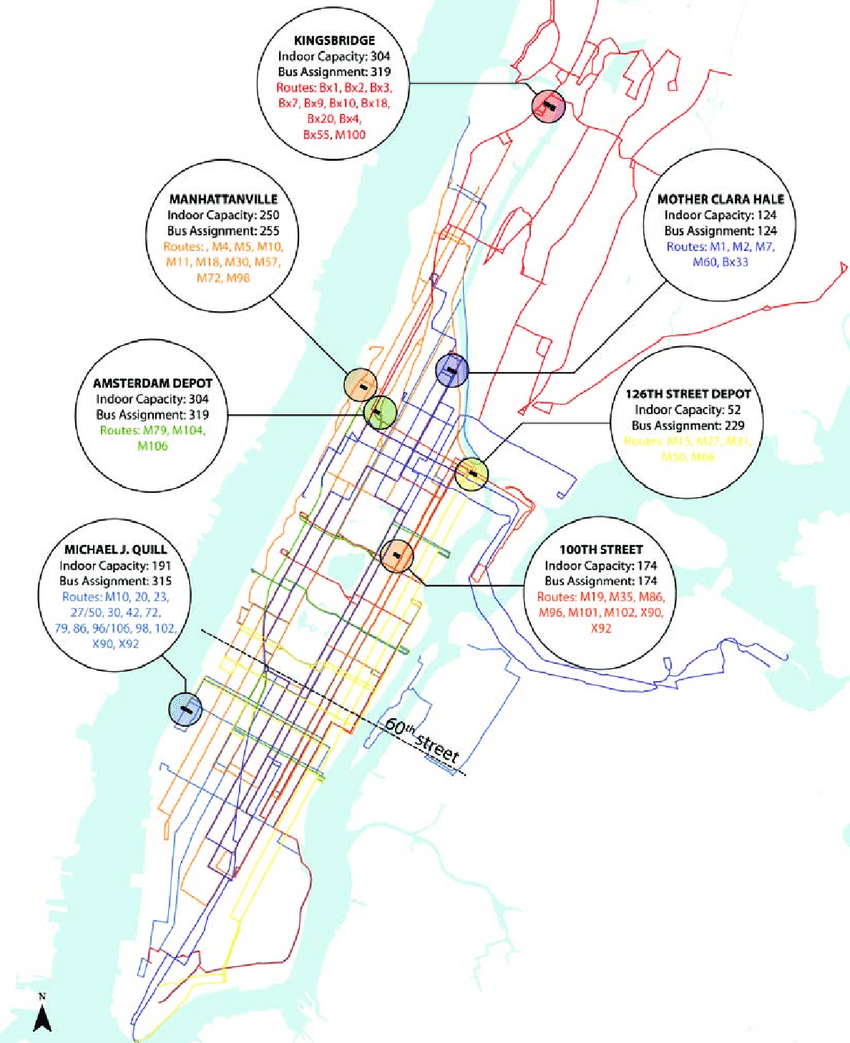 KINGSBRIDGE
Indoor Capacity: 304
Bus Assignment: 319
Routes: Bx1, Bx2, Bx3,
Bx7, Bx9, Bx10, Bx18,
Bx20, Bx4,
Bx55, M100
MANHATTANVILLE
Indoor Capacity: 250
Bus Assignment: 255
Routes: , M4, M5, M10,
M11, M18, M30, M57,
M72, M98
MOTHER CLARA HALE
Indoor Capacity: 124
Bus Assignment: 124
Routes: M1, M2, M7,
M60, Bx33
AMSTERDAM DEPOT
Indoor Capacity: 304
Bus Assignment: 319
Routes: M79, M104,
M106
126TH STREET DEPOT
Indoor Capacity: 52
Bus Assignment: 229
Routes: M15, M27, M31,
M50, M66
MICHAEL J. QUILL
Indoor Capacity: 191
Bus Assignment: 315
Routes: M10, 20, 23,
27/50, 30, 42, 72,
79, 86, 96/106, 98, 102,
X90, X92
100TH STREET
Indoor Capacity: 174
Bus Assignment: 174
Routes: M19, M35, M86,
M96, M101, M102, X90,
X92
60th street
N